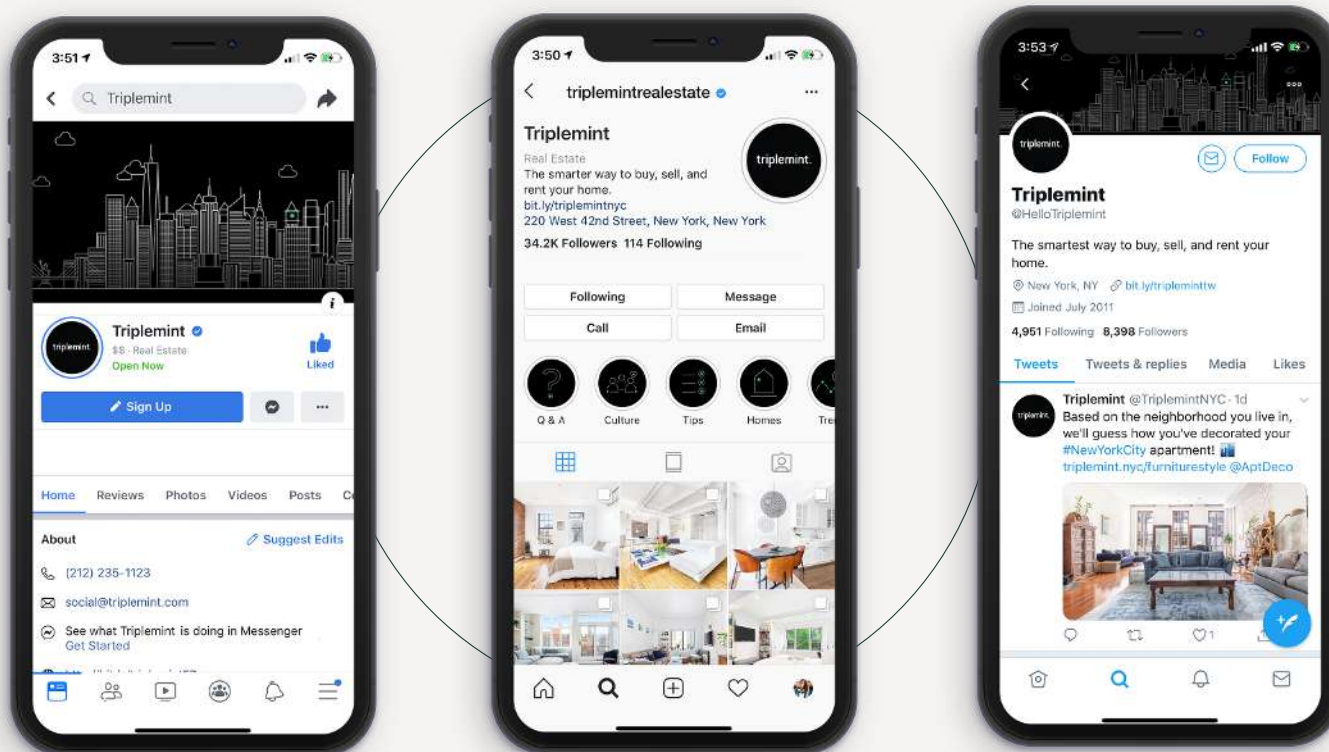 3:51
Triplemint
triplemint.
Triplemint
$$ · Real Estate
Open Now
Liked
Sign Up
Home Reviews Photos Videos Posts
About Suggest Edits
(212) 235-1123
social@triplemint.com
See what Triplemint is doing in Messenger
Get Started
3:50
triplemintrealestate
Triplemint
Real Estate
The smarter way to buy, sell, and
rent your home.
bit.ly/triplemintnyc
220 West 42nd Street, New York, New York
34.2K Followers 114 Following
triplemint.
Following Message
Call Email
Q & A Culture Tips Homes
3:53
triplemint.
Follow
Triplemint
@HelloTriplemint
The smartest way to buy, sell, and rent your
home.
New York, NY bit.ly/tripleminttw
Joined July 2011
4,951 Following 8,398 Followers
Tweets Tweets & replies Media Likes
triplemint.
Triplemint @TriplemintNYC · 1d
Based on the neighborhood you live in,
we'll guess how you've decorated your
#NewYorkCity apartment!
triplemint.nyc/furniturestyle @AptDeco
1